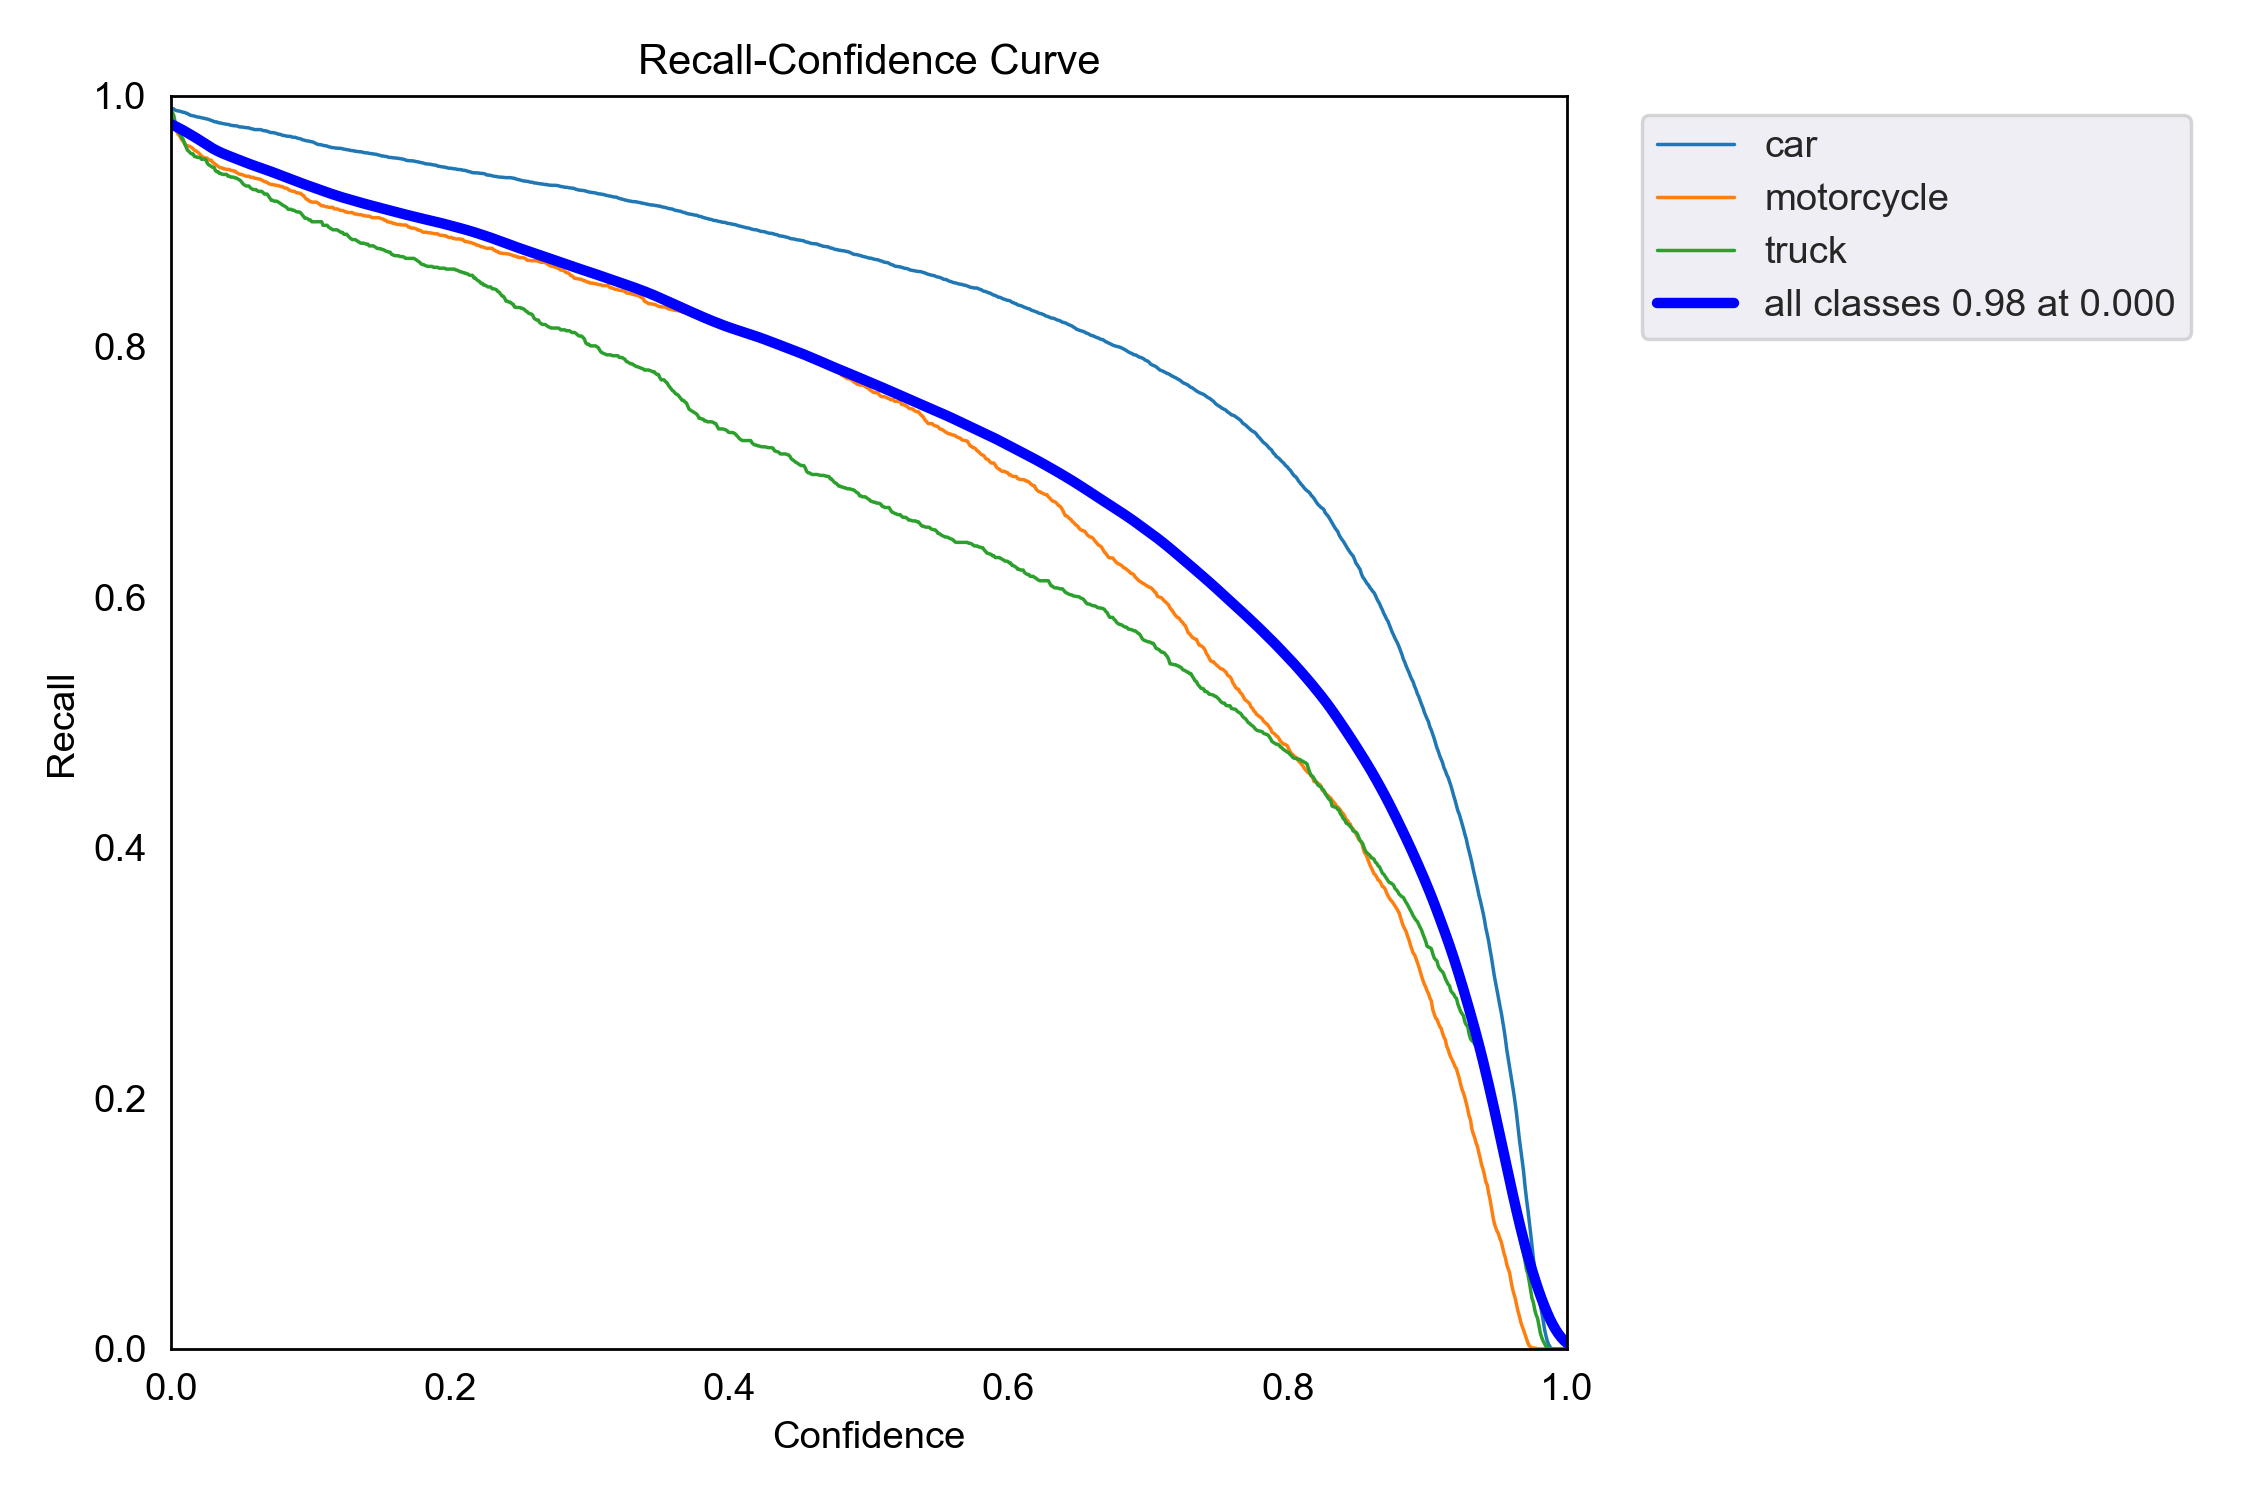 Recall-Confidence Curve
1.0
0.8
0.6
0.4
0.2
0.0
Recall
0.0 0.2 0.4 0.6 0.8 1.0
Confidence
car
motorcycle
truck
all classes 0.98 at 0.000